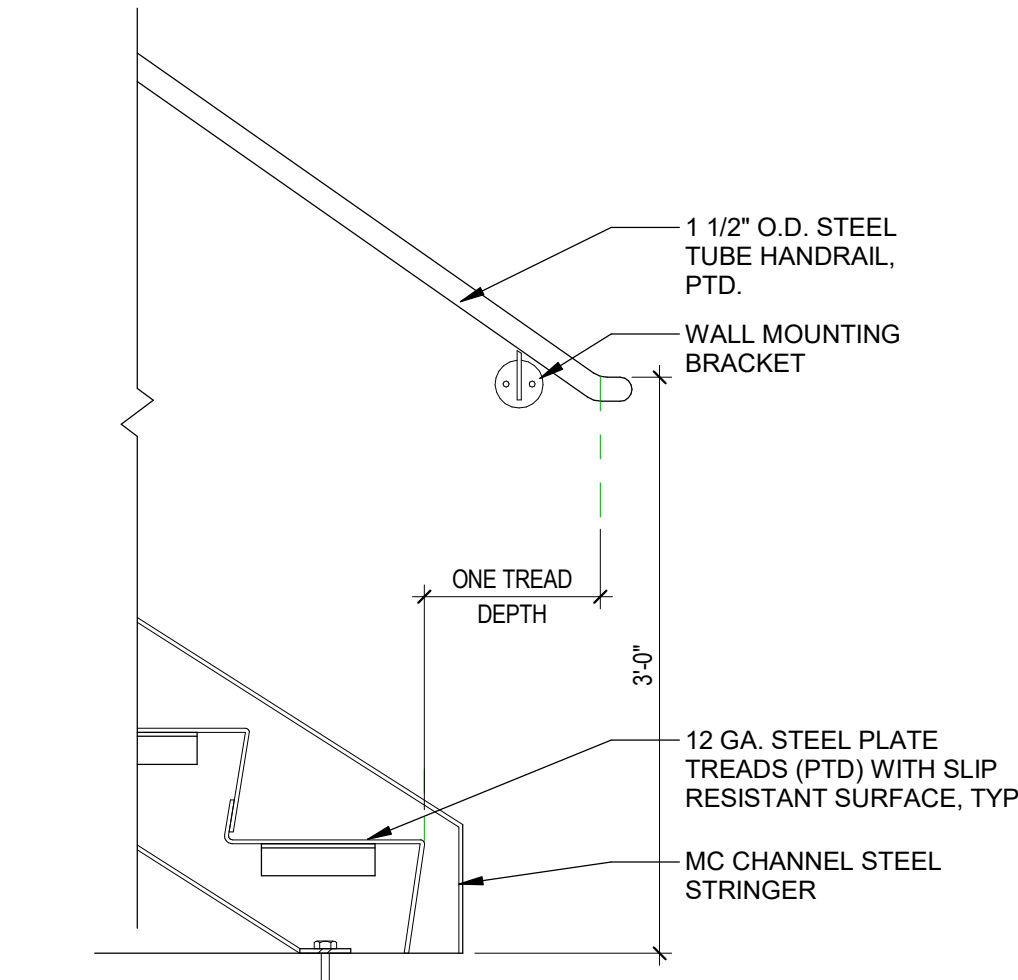 1 1/2" O.D. STEEL
TUBE HANDRAIL,
PTD.
WALL MOUNTING
BRACKET
ONE TREAD
DEPTH
3'-0"
12 GA. STEEL PLATE
TREADS (PTD) WITH SLIP
RESISTANT SURFACE, TYP
MC CHANNEL STEEL
STRINGER